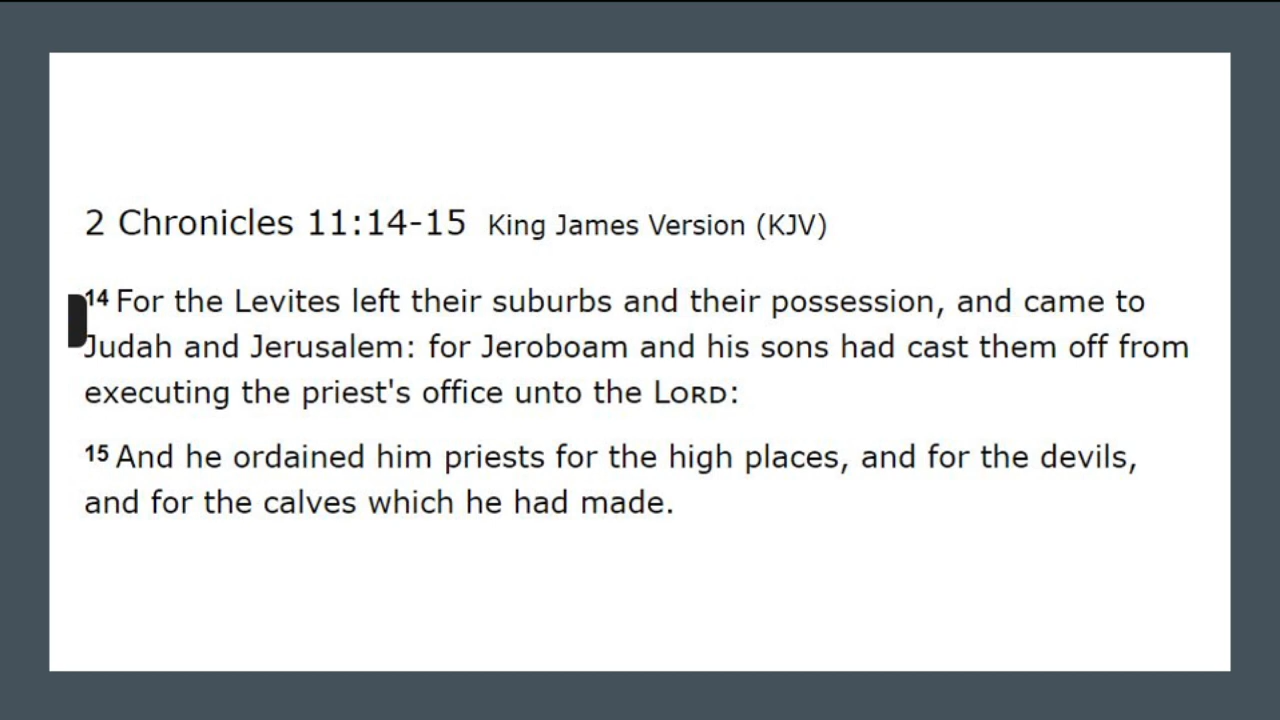 2 Chronicles 11:14-15 King James Version (KJV)
14 For the Levites left their suburbs and their possession, and came to
Judah and Jerusalem: for Jeroboam and his sons had cast them off from
executing the priest's office unto the LORD:
15 And he ordained him priests for the high places, and for the devils,
and for the calves which he had made.